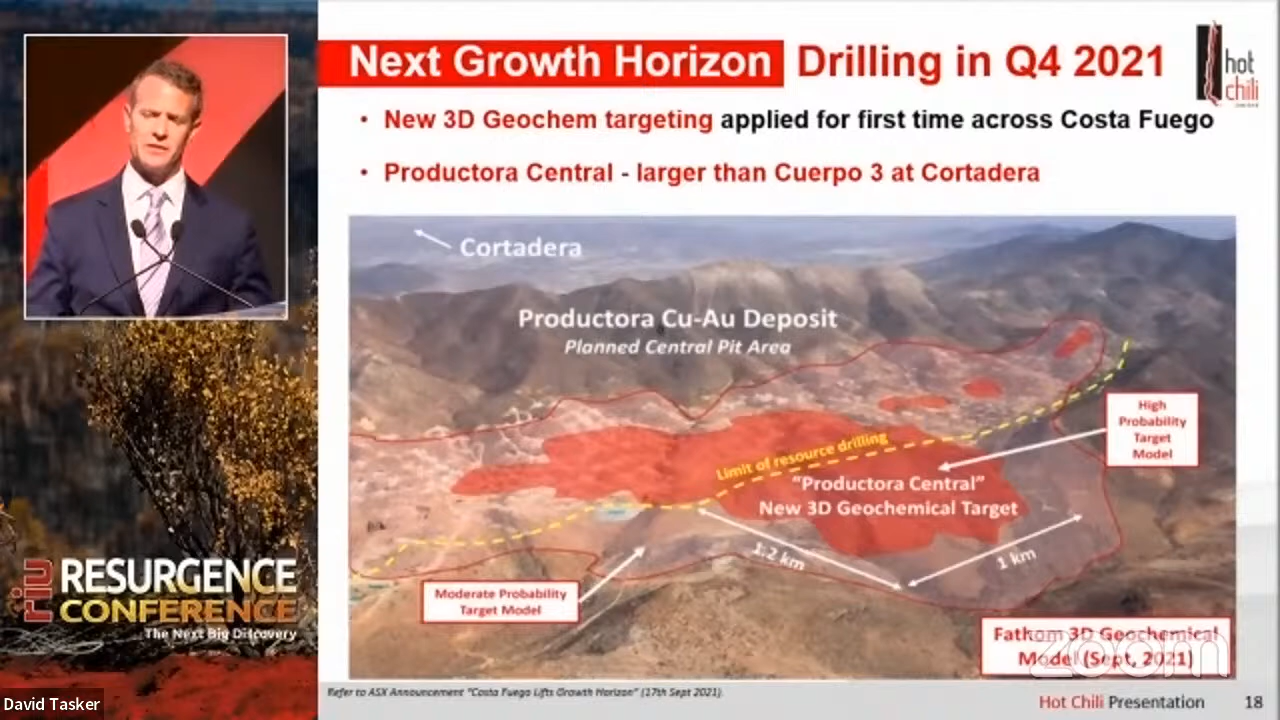 Next Growth Horizon Drilling in Q4 2021
hot
chili
LIMITED
• New 3D Geochem targeting applied for first time across Costa Fuego
• Productora Central - larger than Cuerpo 3 at Cortadera
Cortadera
Productora Cu-Au Deposit
Planned Central Pit Area
High
Probability
Target
Model
Limit of resource drilling
"Productora Central"
New 3D Geochemical Target
1.2 km
1 km
Moderate Probability
Target Model
Fathom 3D Geochemical
Model (Sept, 2021)
zoom
riu RESURGENCE
CONFERENCE
The Next Big Discovery
David Tasker
Refer to ASX Announcement "Costa Fuego Lifts Growth Horizon" (17th Sept 2021).
Hot Chili Presentation 18